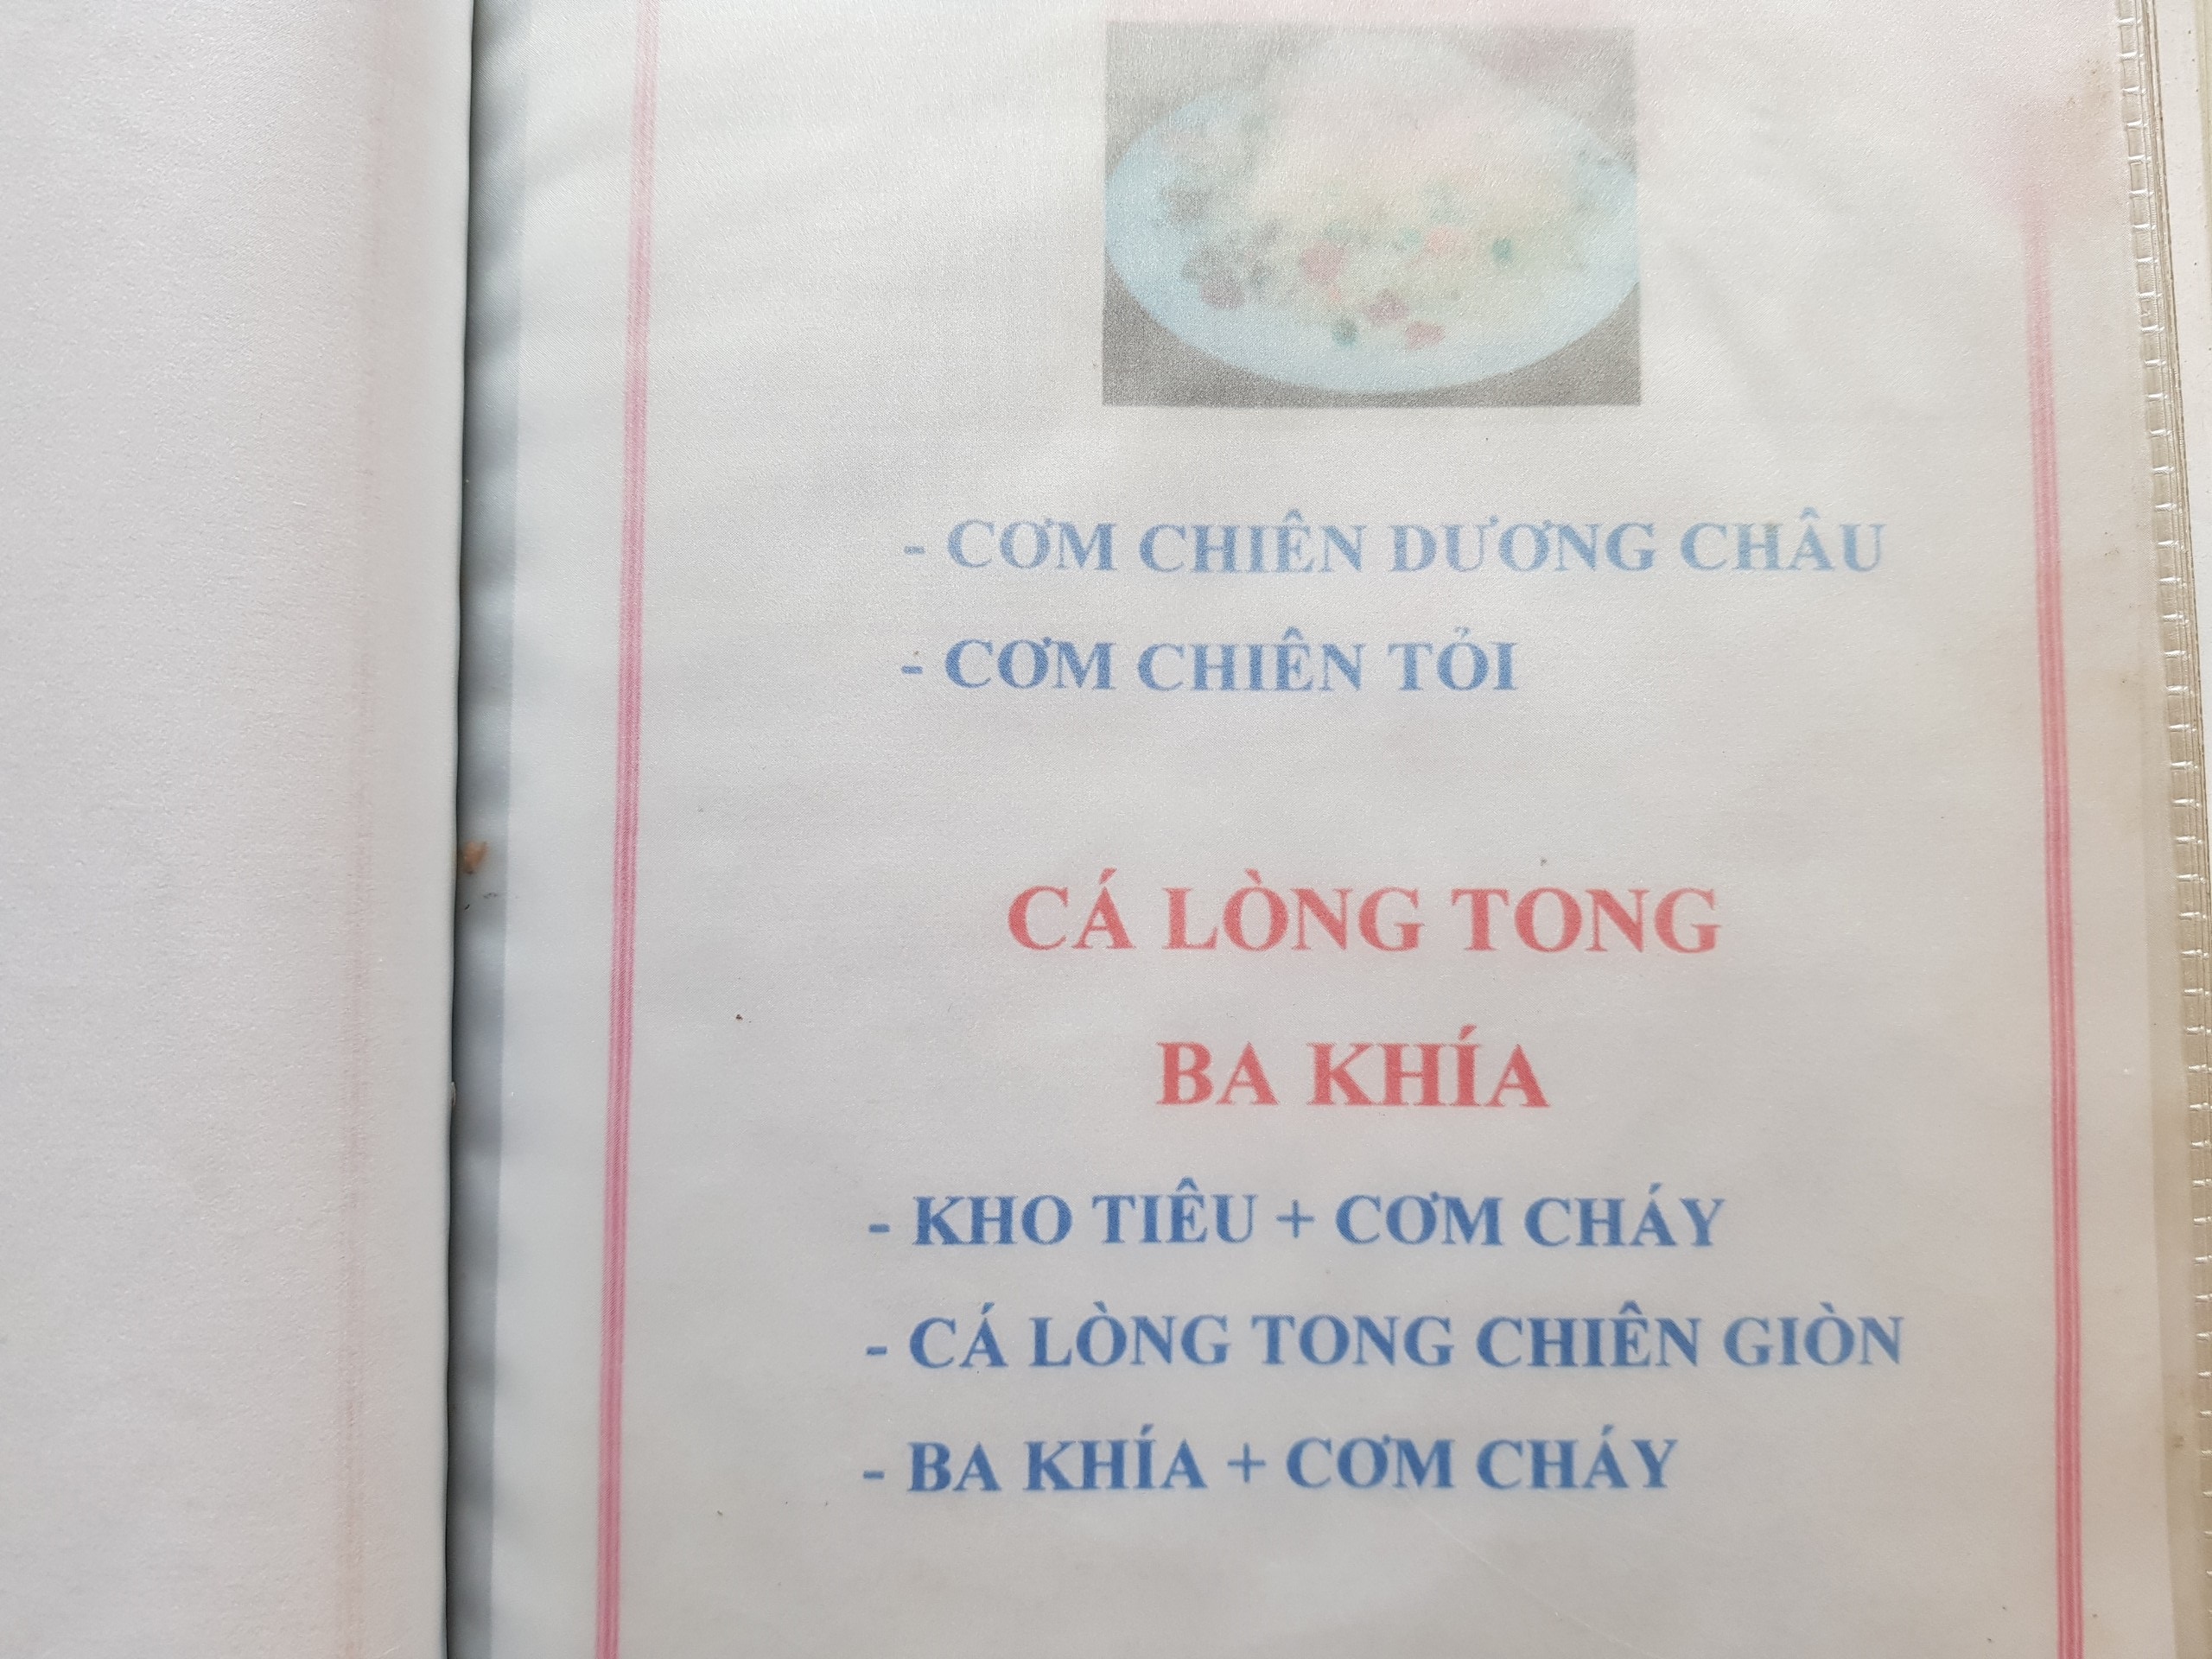 - CƠM CHIÊN DƯƠNG CHÂU
- CƠM CHIÊN TỎI
CÁ LÒNG TONG
BA KHÍA
- KHO TIÊU + CƠM CHÁY
- CÁ LÒNG TONG CHIÊN GIÒN
- BA KHÍA + CƠM CHÁY